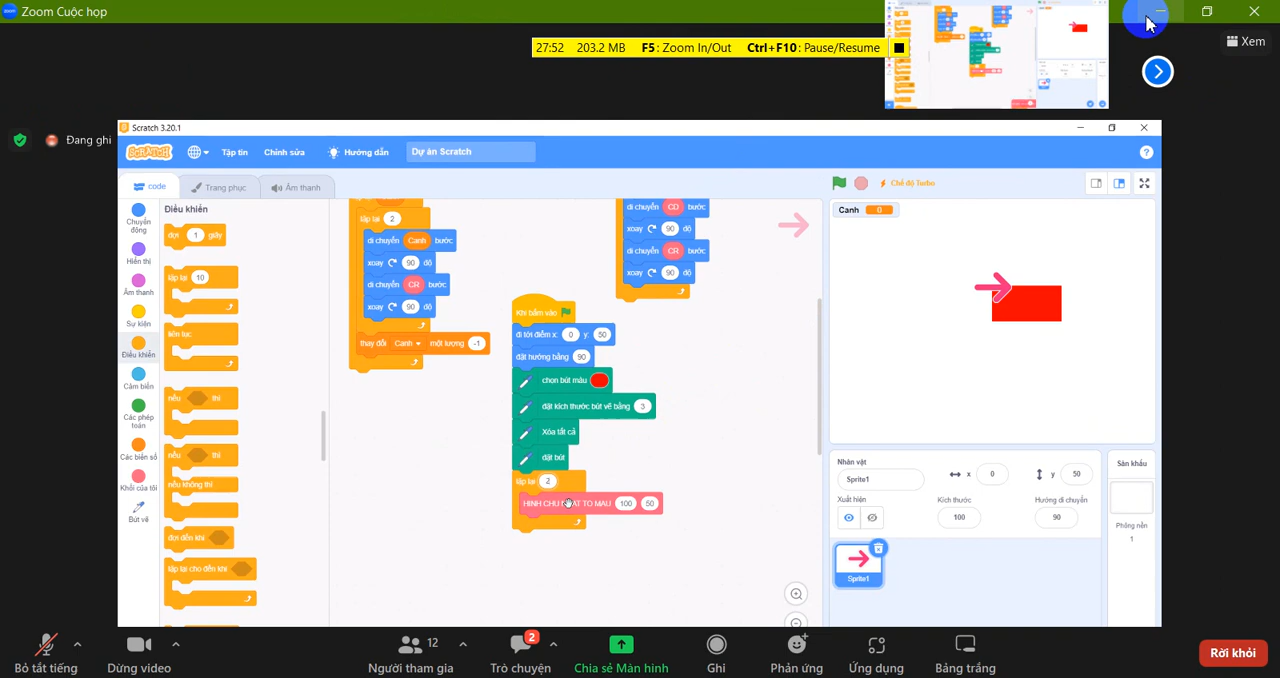 Zoom Cuộc họp
27:52 203.2 MB F5: Zoom In/Out Ctrl+F10: Pause/Resume
Xem
Đang ghi
Scratch 3.20.1
SCRATCH Tập tin Chỉnh sửa Hướng dẫn Dự án Scratch
code Trang phục Âm thanh
Chế độ Turbo
Chuyển động
Hiển thị
Âm thanh
Sự kiện
Điều khiển
Cảm biến
Các phép toán
Các biến số
Khối của tôi
Bút vẽ
Điều khiển
đợi 1 giây
lặp lại 10
liên tục
nếu thì
nếu thì
nếu không thì
đợi đến khi
lặp lại cho đến khi
lặp lại 2
di chuyển Canh bước
xoay 90 độ
di chuyển CR bước
xoay 90 độ
thay đổi Canh một lượng -1
di chuyển CD bước
xoay 90 độ
di chuyển CR bước
xoay 90 độ
Khi bấm vào
đi tới điểm x: 0 y: 50
đặt hướng bằng 90
chọn bút màu
đặt kích thước bút vẽ bằng 3
Xóa tất cả
đặt bút
lặp lại 2
HINH CHU NHAT TO MAU 100 50
Canh 0
Nhân vật
Sprite1
x 0
y 50
Xuất hiện
Kích thước
100
Hướng di chuyển
90
Sprite1
Sân khấu
Phông nền
1
Bỏ tắt tiếng
Dừng video
Người tham gia 12
Trò chuyện 2
Chia sẻ Màn hình
Ghi
Phản ứng
Ứng dụng
Bảng trắng
Rời khỏi